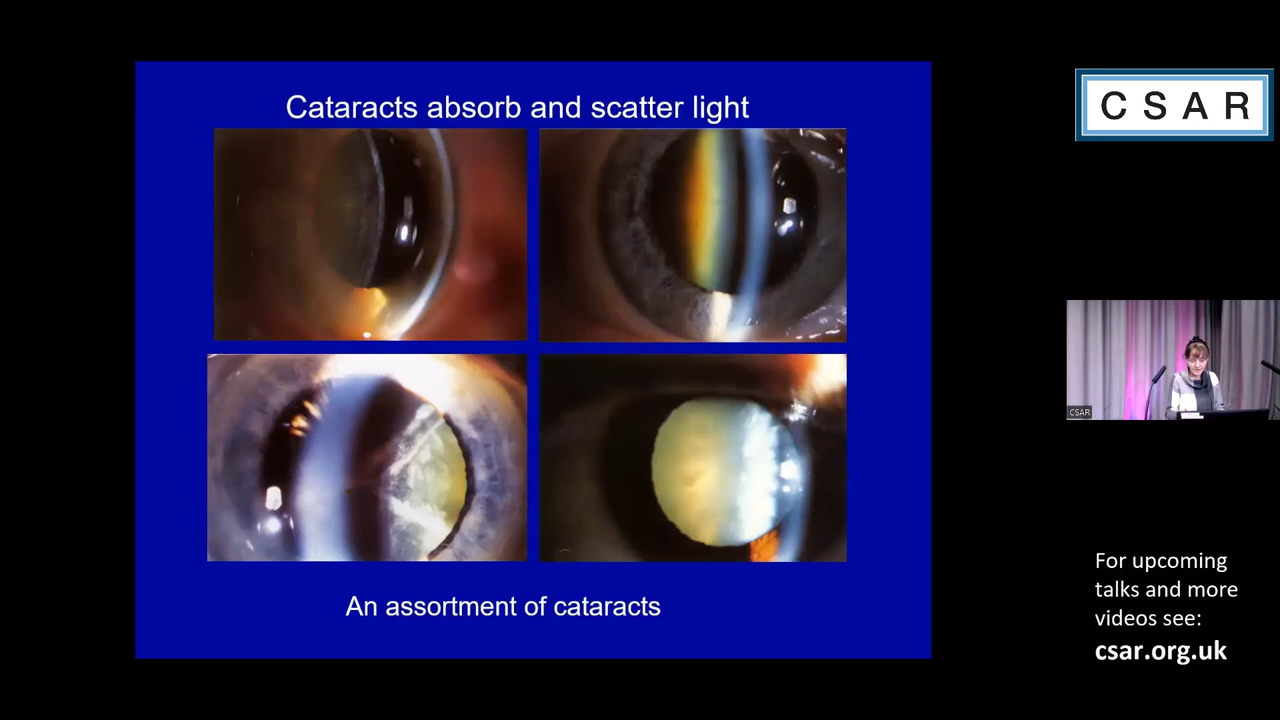 Cataracts absorb and scatter light
An assortment of cataracts
CSAR
CSAR
For upcoming
talks and more
videos see:
csar.org.uk